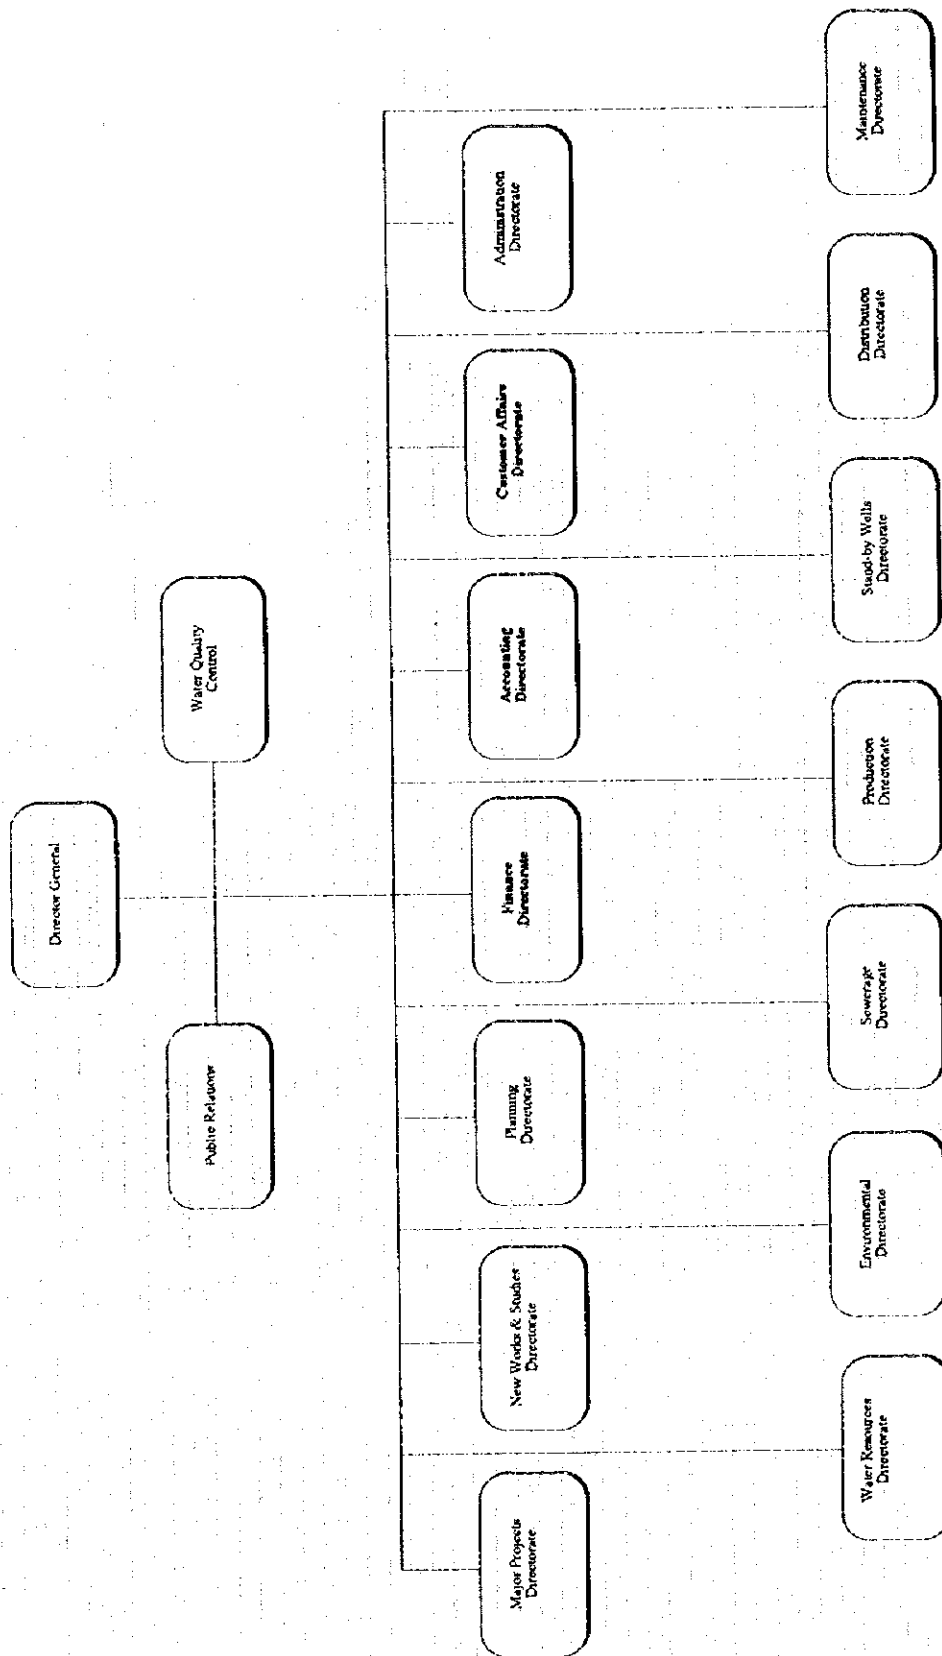 Director General
Public Relations
Water Quality
Control
Major Projects
Directorate
New Works & Studies
Directorate
Planning
Directorate
Finance
Directorate
Accounting
Directorate
Customer Affairs
Directorate
Administration
Directorate
Water Resources
Directorate
Environmental
Directorate
Sewerage
Directorate
Production
Directorate
Stand-by Wells
Directorate
Distribution
Directorate
Maintenance
Directorate